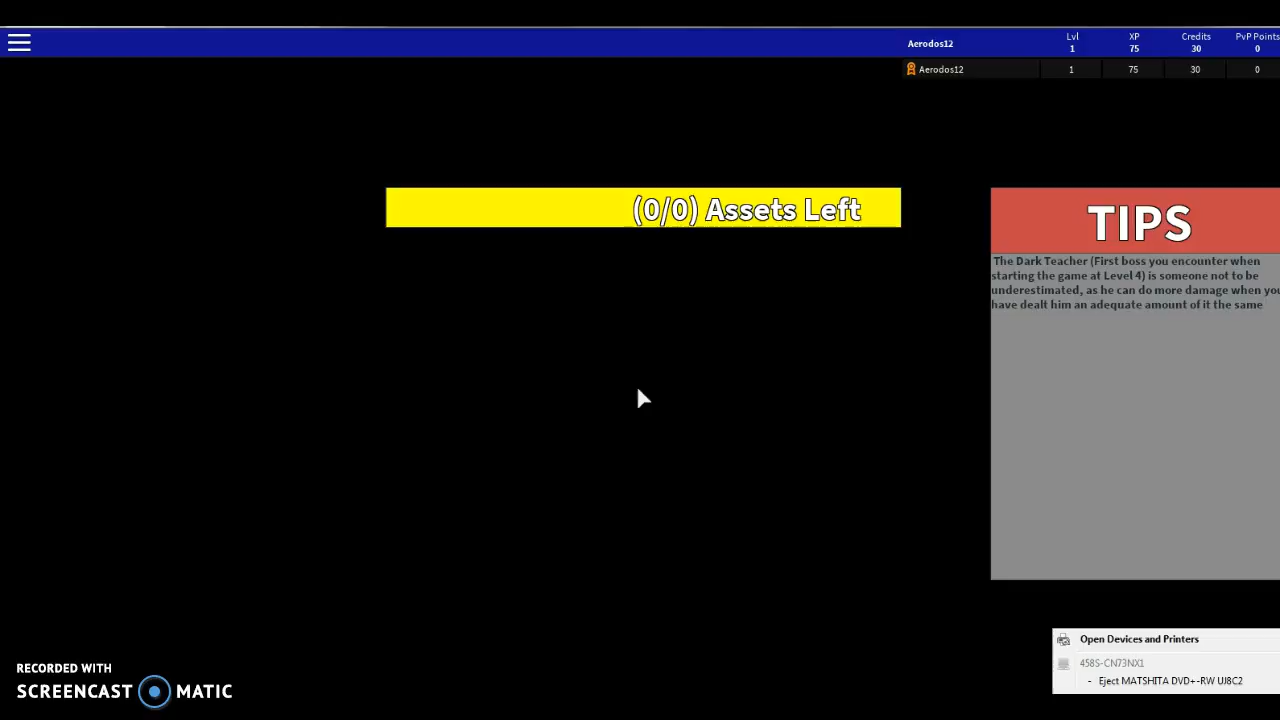 Aerodos12 Lvl XP Credits PvP Points
1 75 30 0
Aerodos12 1 75 30 0
(0/0) Assets Left
TIPS
The Dark Teacher (First boss you encounter when
starting the game at Level 4) is someone not to be
underestimated, as he can do more damage when you
have dealt him an adequate amount of it the same
Open Devices and Printers
458S-CN73NX1
- Eject MATSHITA DVD+-RW UJ8C2
RECORDED WITH
SCREENCAST MATIC